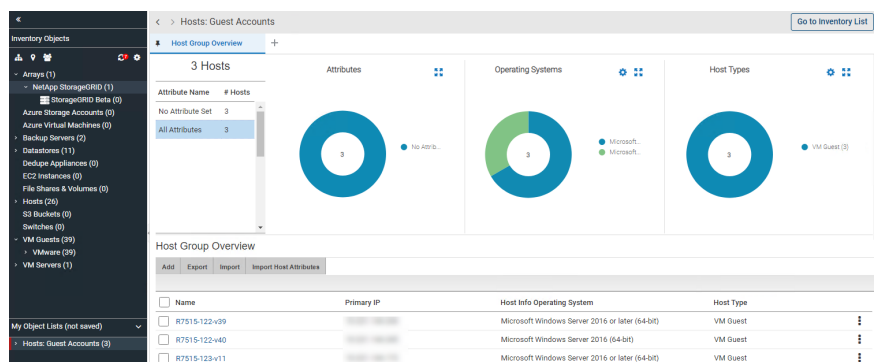 «
Inventory Objects
Arrays (1)
NetApp StorageGRID (1)
StorageGRID Beta (0)
Azure Storage Accounts (0)
Azure Virtual Machines (0)
Backup Servers (2)
Datastores (11)
Dedupe Appliances (0)
EC2 Instances (0)
File Shares & Volumes (0)
Hosts (26)
S3 Buckets (0)
Switches (0)
VM Guests (39)
VMware (39)
VM Servers (1)
My Object Lists (not saved)
Hosts: Guest Accounts (3)
Hosts: Guest Accounts
Go to Inventory List
Host Group Overview +
3 Hosts
Attribute Name # Hosts
No Attribute Set 3
All Attributes 3
Attributes
3
No Attrib...
Operating Systems
3
Microsoft...
Microsoft...
Host Types
3
VM Guest (3)
Host Group Overview
Add Export Import Import Host Attributes
Name Primary IP Host Info Operating System Host Type
R7515-122-v39 Microsoft Windows Server 2016 or later (64-bit) VM Guest
R7515-122-v40 Microsoft Windows Server 2016 (64-bit) VM Guest
R7515-123-v11 Microsoft Windows Server 2016 or later (64-bit) VM Guest